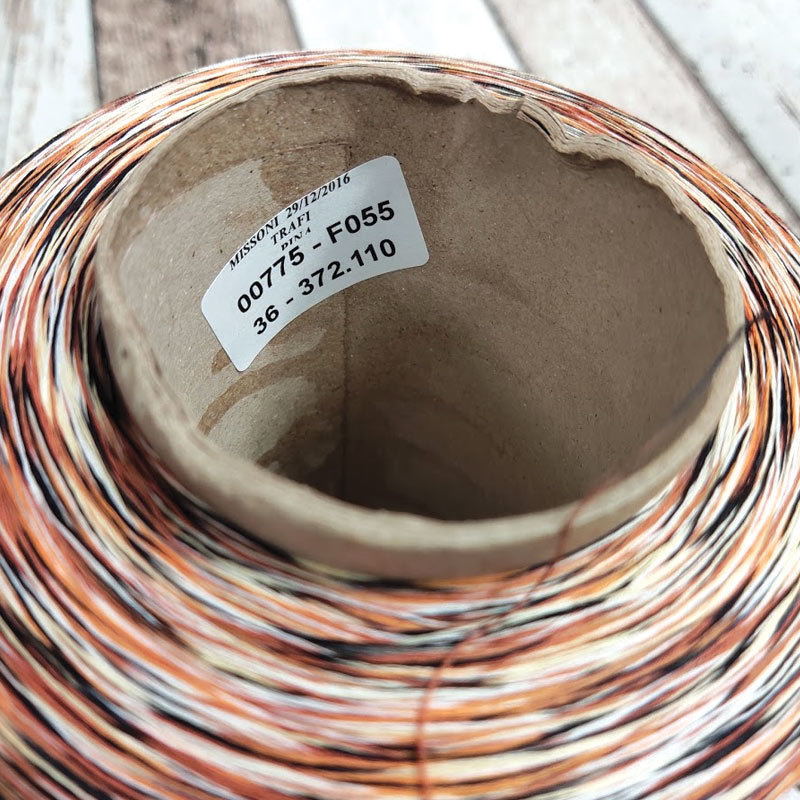 MISSONI 29/12/2016
TRAFI
00775 - F055
36 - 372.110